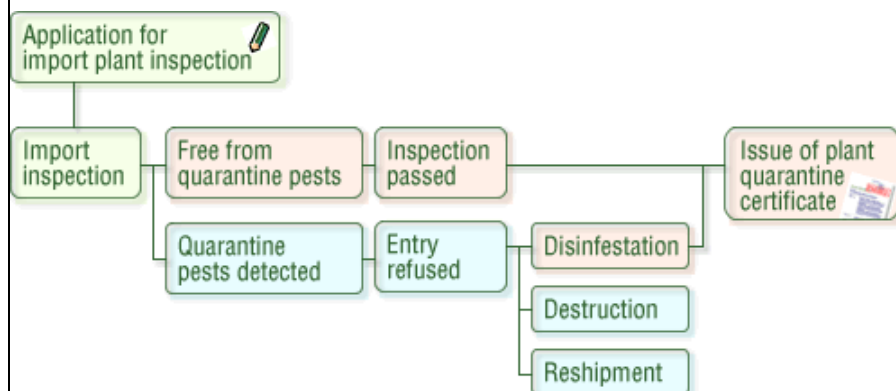 Application for
import plant inspection
Import
inspection
Free from
quarantine pests
Inspection
passed
Issue of plant
quarantine
certificate
Quarantine
pests detected
Entry
refused
Disinfestation
Destruction
Reshipment